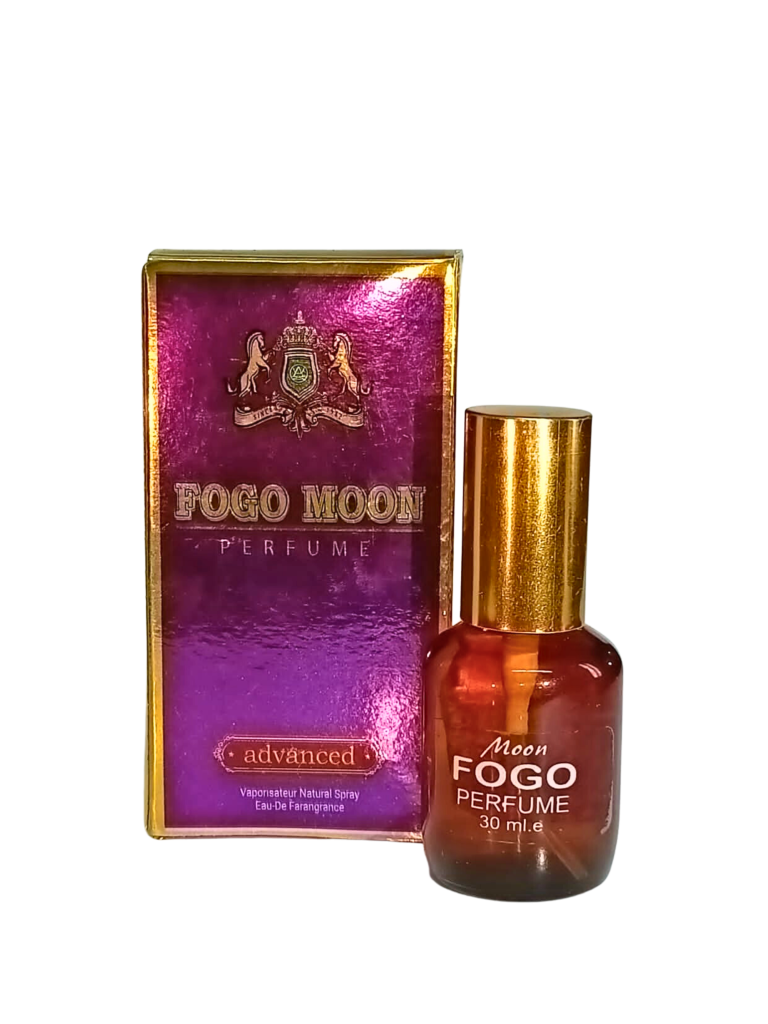 FOGO MOON
PERFUME
advanced
Vaporisateur Natural Spray
Eau-De Farangrance
Moon
FOGO
PERFUME
30 ml.e